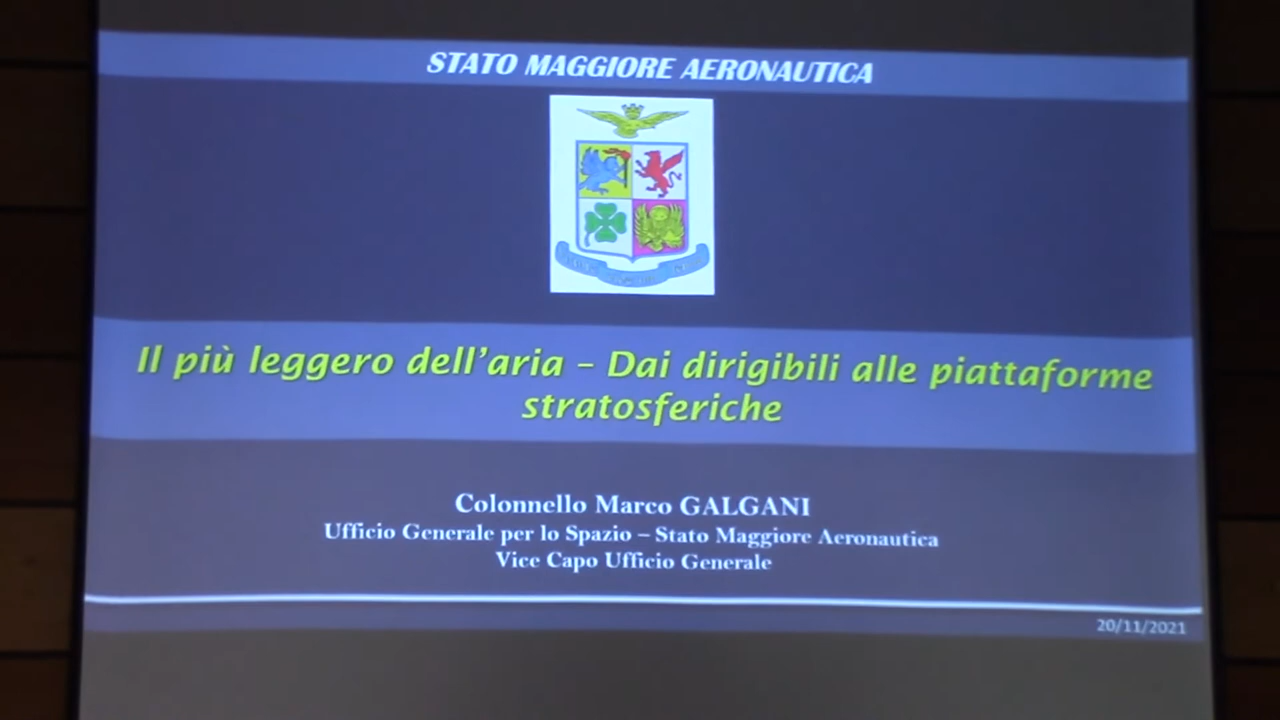 STATO MAGGIORE AERONAUTICA
Il più leggero dell'aria – Dai dirigibili alle piattaforme
stratosferiche
Colonnello Marco GALGANI
Ufficio Generale per lo Spazio – Stato Maggiore Aeronautica
Vice Capo Ufficio Generale
20/11/2021